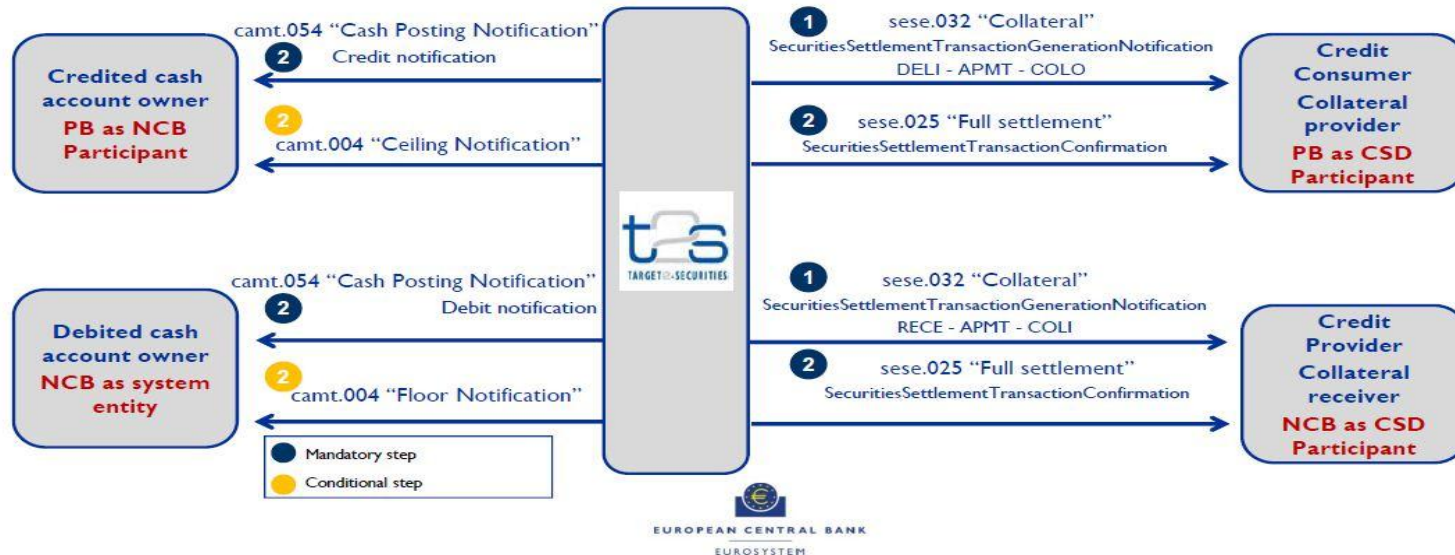 camt.054 “Cash Posting Notification”
2
Credit notification
Credited cash
account owner
PB as NCB
Participant
2
camt.004 “Ceiling Notification”
1
sese.032 “Collateral”
SecuritiesSettlementTransactionGenerationNotification
DELI - APMT - COLO
2
sese.025 “Full settlement”
SecuritiesSettlementTransactionConfirmation
Credit
Consumer
Collateral
provider
PB as CSD
Participant
t2s
TARGET2-SECURITIES
camt.054 “Cash Posting Notification”
2
Debit notification
Debited cash
account owner
NCB as system
entity
2
camt.004 “Floor Notification”
1
sese.032 “Collateral”
SecuritiesSettlementTransactionGenerationNotification
RECE - APMT - COLI
2
sese.025 “Full settlement”
SecuritiesSettlementTransactionConfirmation
Credit
Provider
Collateral
receiver
NCB as CSD
Participant
Mandatory step
Conditional step
EUROPEAN CENTRAL BANK
EUROSYSTEM